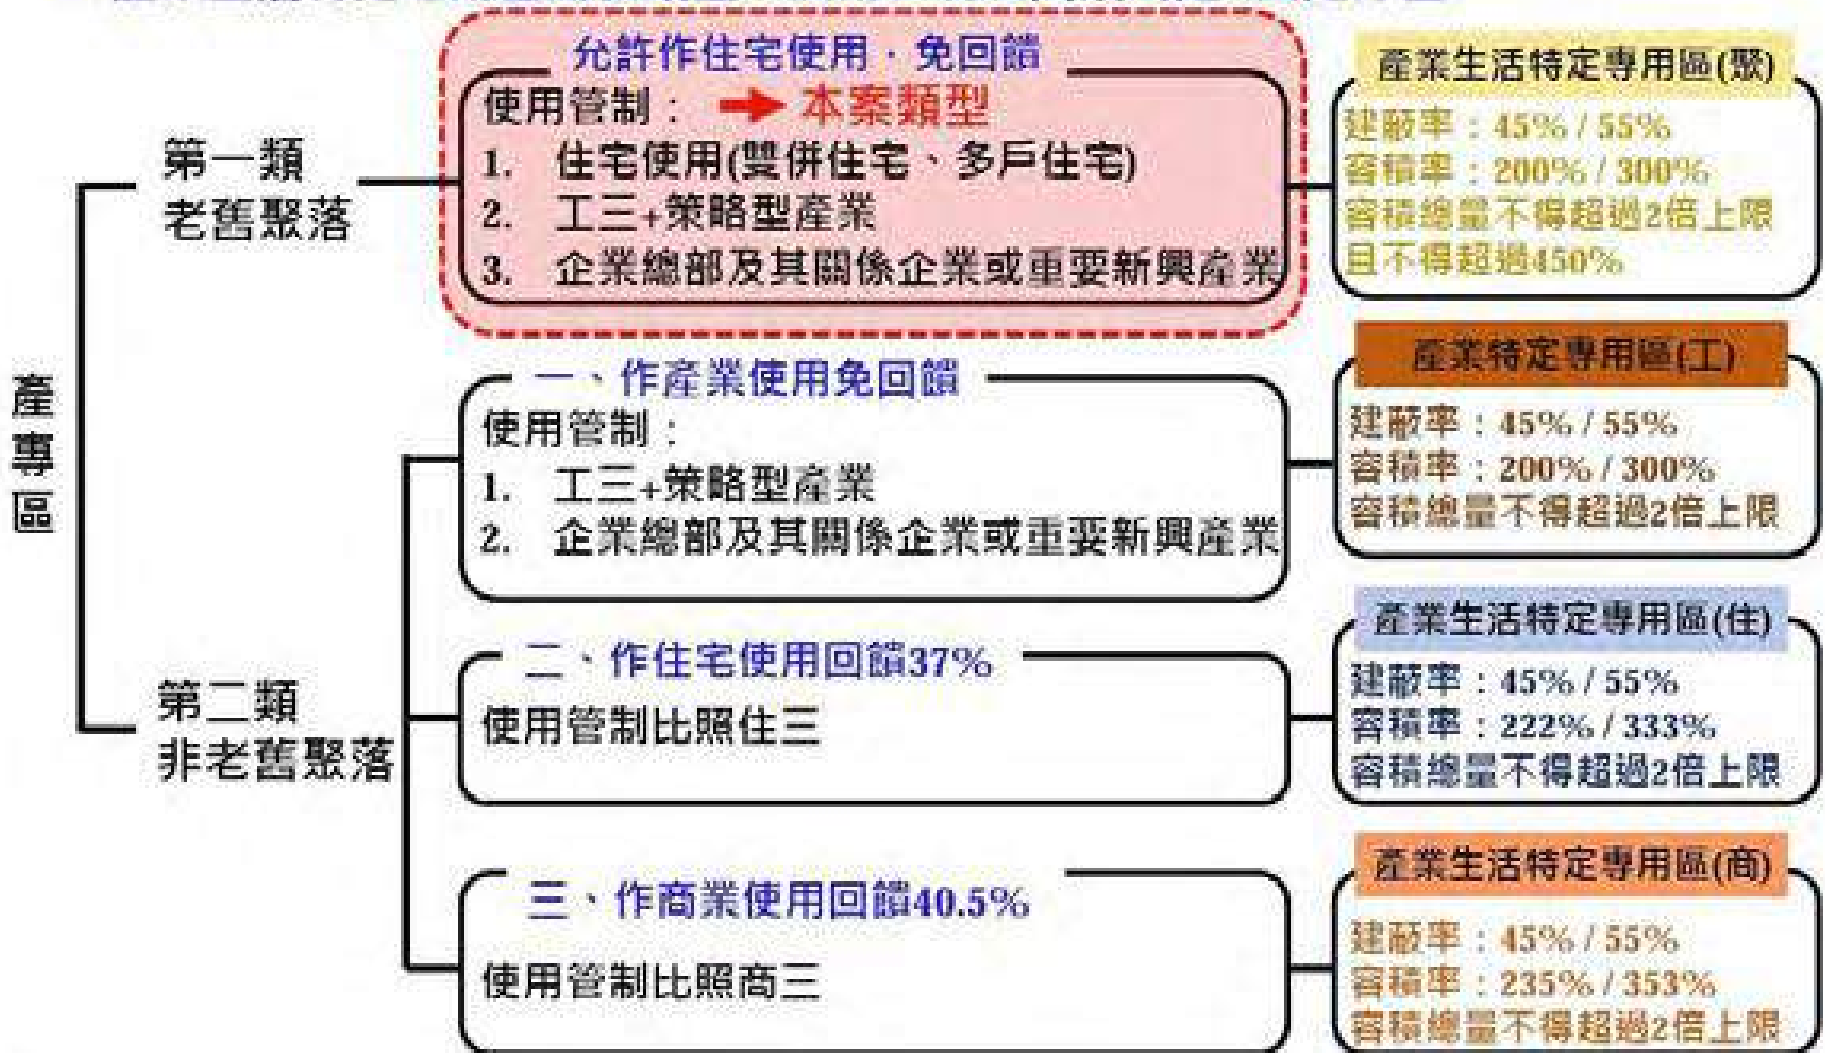 產專區
第一類
老舊聚落
允許作住宅使用,免回饋
使用管制: 本案類型
1. 住宅使用(雙併住宅、多戶住宅)
2. 工三+策略型產業
3. 企業總部及其關係企業或重要新興產業
產業生活特定專用區(聚)
建蔽率:45% / 55%
容積率:200% / 300%
容積總量不得超過2倍上限
且不得超過450%
第二類
非老舊聚落
一、作產業使用免回饋
使用管制:
1. 工三+策略型產業
2. 企業總部及其關係企業或重要新興產業
產業特定專用區(工)
建蔽率:45% / 55%
容積率:200% / 300%
容積總量不得超過2倍上限
二、作住宅使用回饋37%
使用管制比照住三
產業生活特定專用區(住)
建蔽率:45% / 55%
容積率:222% / 333%
容積總量不得超過2倍上限
三、作商業使用回饋40.5%
使用管制比照商三
產業生活特定專用區(商)
建蔽率:45% / 55%
容積率:235% / 353%
容積總量不得超過2倍上限